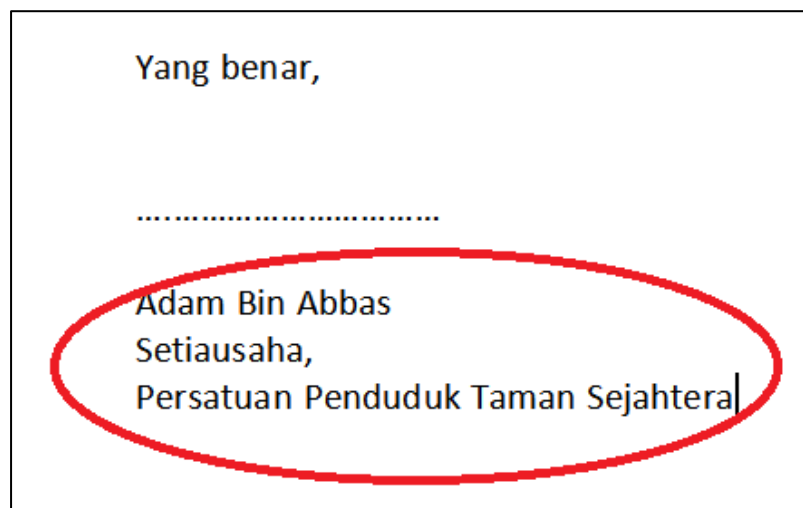 Yang benar,
….………………………….
Adam Bin Abbas
Setiausaha,
Persatuan Penduduk Taman Sejahtera